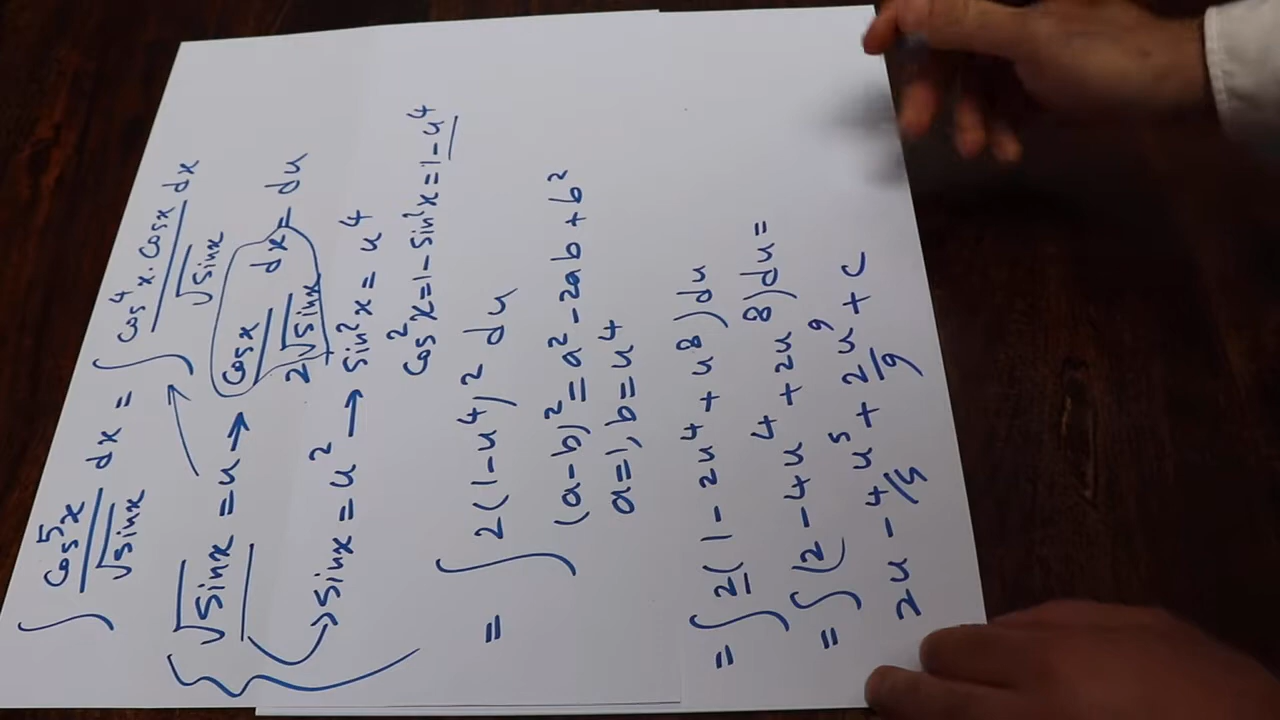 ∫ cos⁵x/√sinx dx = ∫ cos⁴x·cosx/√sinx dx
√sinx = u → cosx/2√sinx dx = du
→ sinx = u² → sin²x = u⁴
cos²x = 1 - sin²x = 1 - u⁴
= ∫ 2(1-u⁴)² du
(a-b)² = a² - 2ab + b²
a=1, b=u⁴
= ∫ 2(1 - 2u⁴ + u⁸)du
= ∫ (2 - 4u⁴ + 2u⁸)du =
2u - 4/5 u⁵ + 2u⁹/9 + c